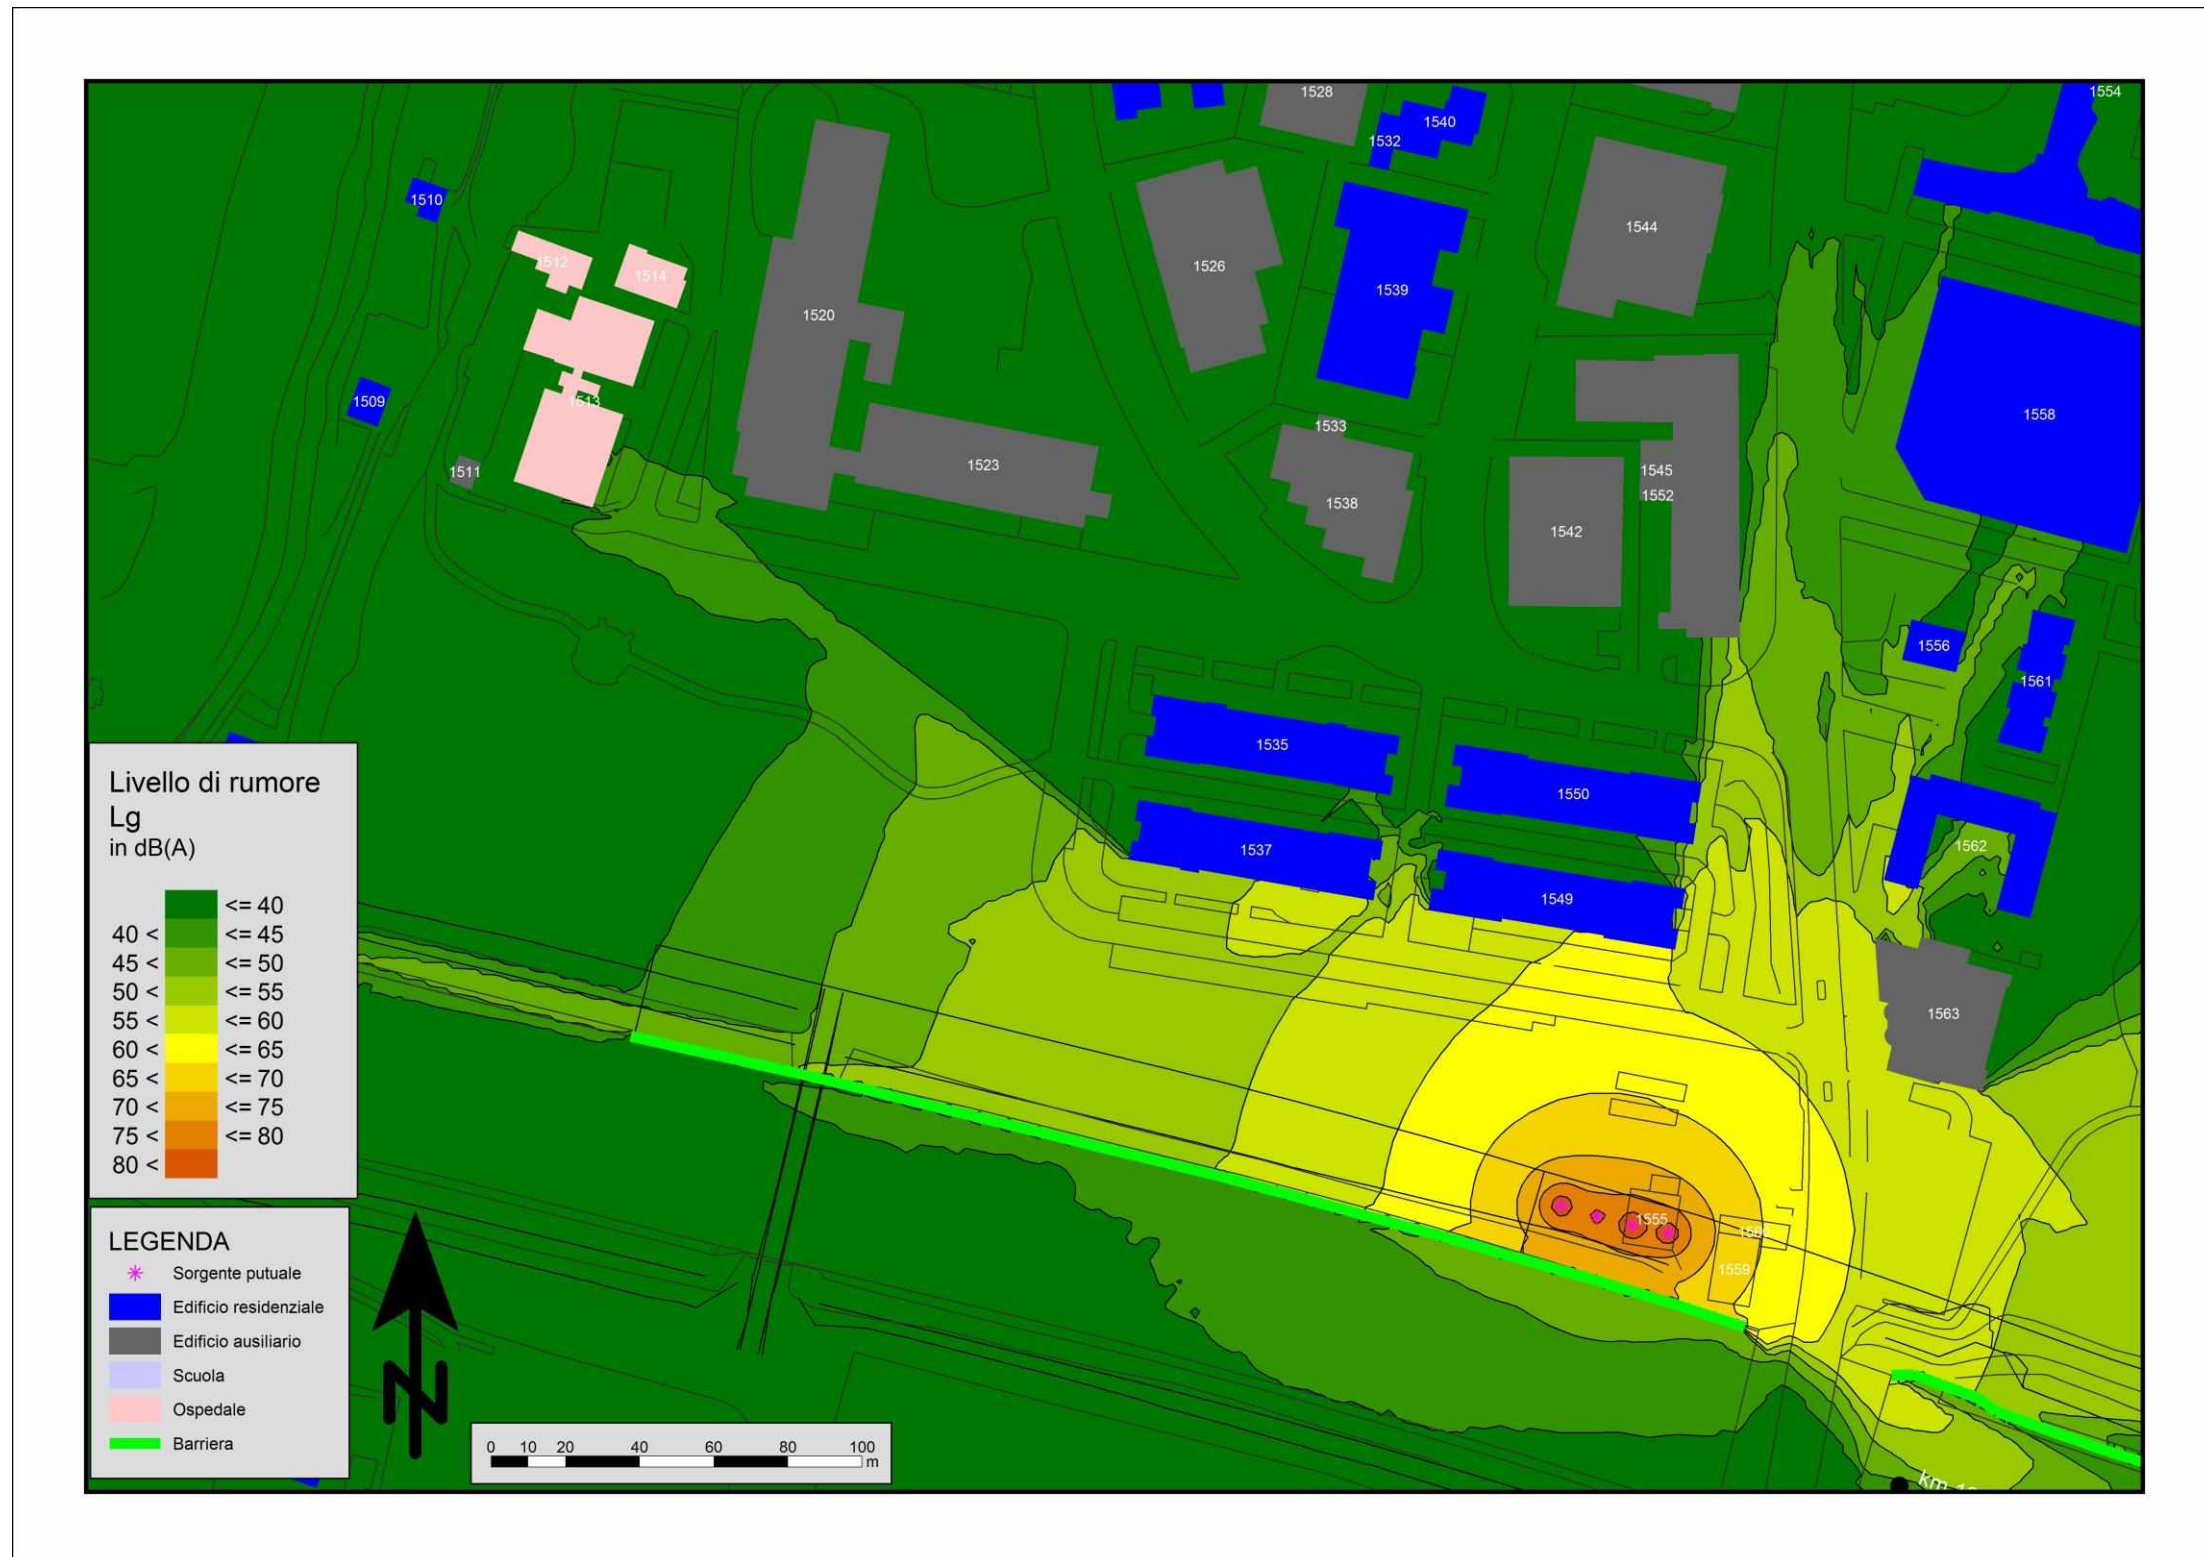 1528
1554
1540
1532
1510
1544
1512
1526
1514
1539
1520
1509
1513
1558
1533
1523
1511
1545
1552
1538
1542
1556
1561
1535
1550
1562
1537
1549
1563
1555
1559
Livello di rumore
Lg
in dB(A)
<= 40
40 < <= 45
45 < <= 50
50 < <= 55
55 < <= 60
60 < <= 65
65 < <= 70
70 < <= 75
75 < <= 80
80 <
LEGENDA
Sorgente putuale
Edificio residenziale
Edificio ausiliario
Scuola
Ospedale
Barriera
N
0 10 20 40 60 80 100
m
km